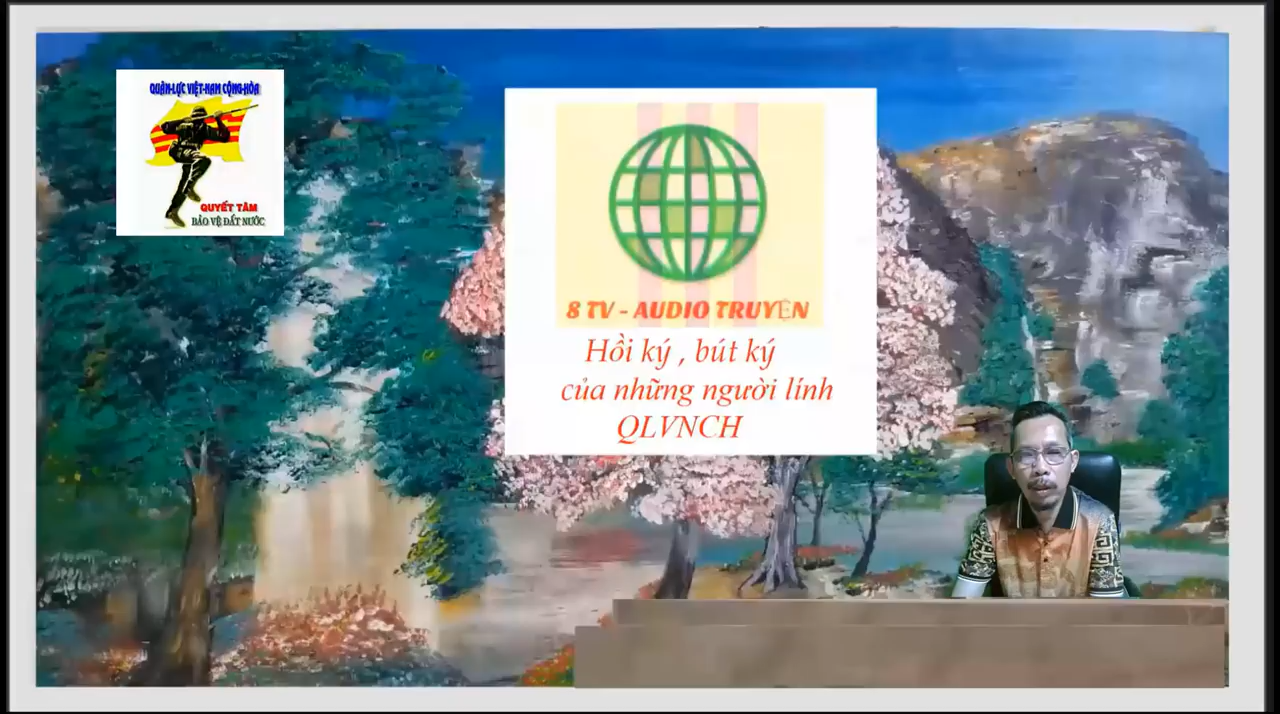 QUÂN-LỰC VIỆT-NAM CỘNG-HÒA
QUYẾT TÂM
BẢO VỆ ĐẤT NƯỚC
8 TV - AUDIO TRUYỆN
Hồi ký , bút ký
của những người lính
QLVNCH